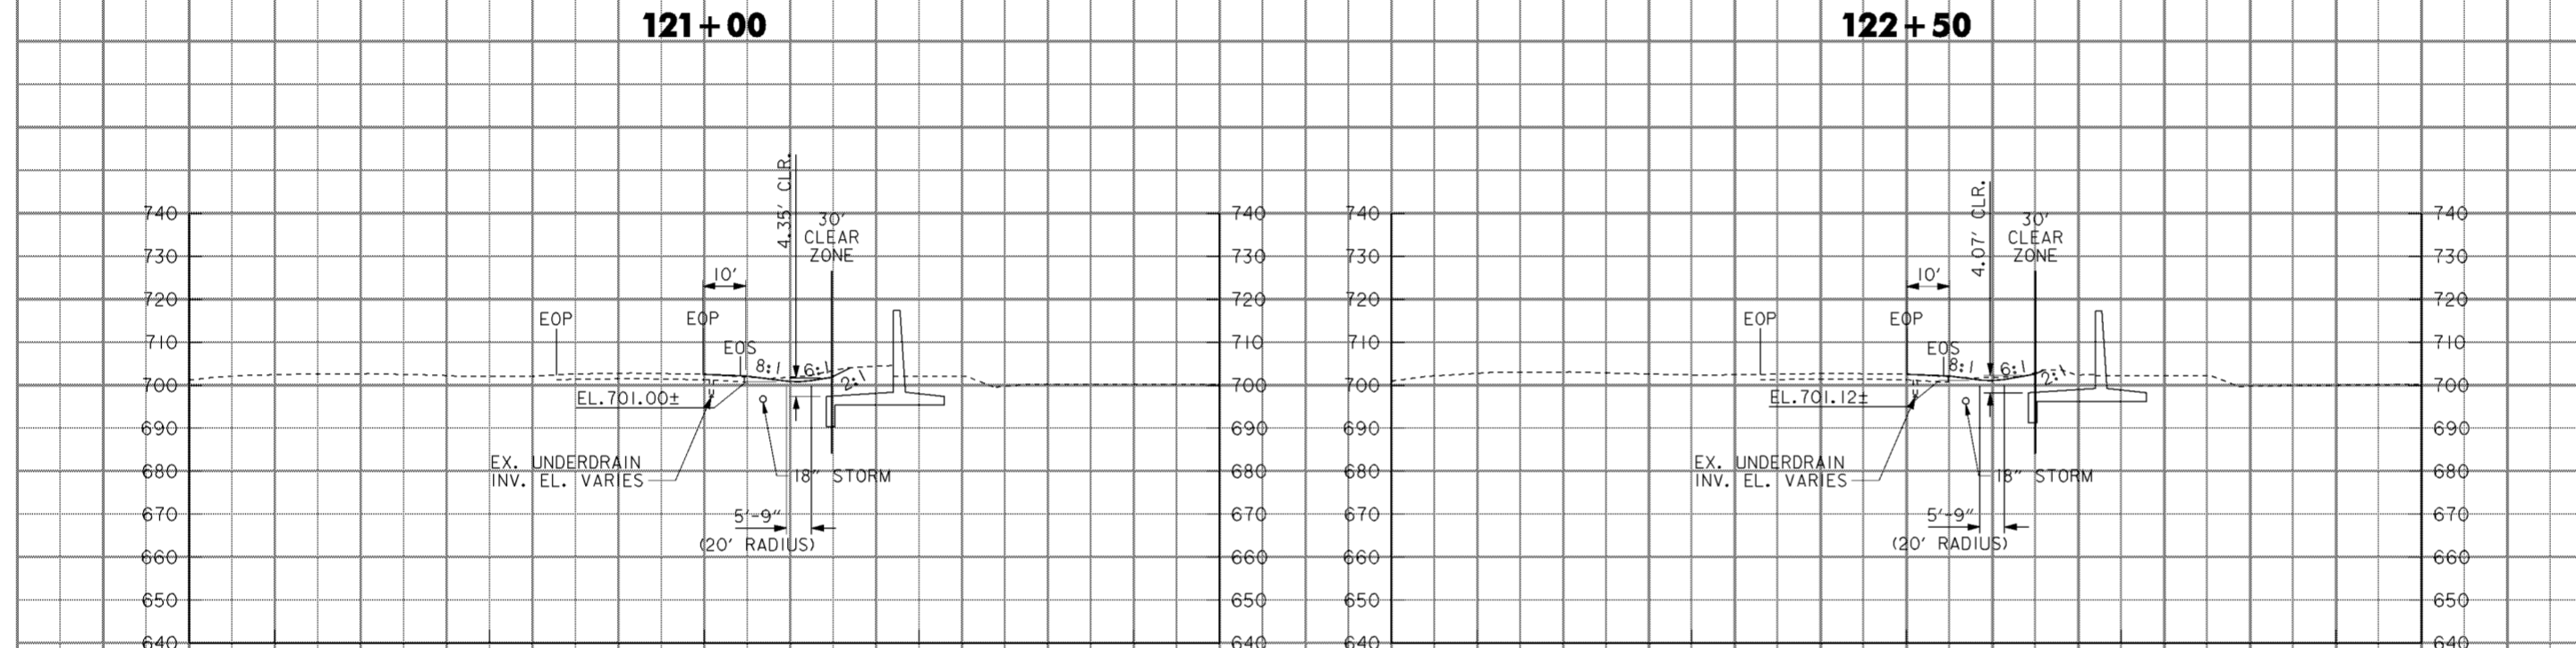 121+00
122+50
4.35' CLR.
30'
CLEAR
ZONE
10'
EOP
EOP
EOS
8:1
6:1
2:1
EL.701.00±
EX. UNDERDRAIN
INV. EL. VARIES
18" STORM
5'-9"
(20' RADIUS)
740
730
720
710
700
690
680
670
660
650
640
740
730
720
710
700
690
680
670
660
650
640
740
730
720
710
700
690
680
670
660
650
640
4.07' CLR.
30'
CLEAR
ZONE
10'
EOP
EOP
EOS
8:1
6:1
2:1
EL.701.12±
EX. UNDERDRAIN
INV. EL. VARIES
18" STORM
5'-9"
(20' RADIUS)
740
730
720
710
700
690
680
670
660
650
640